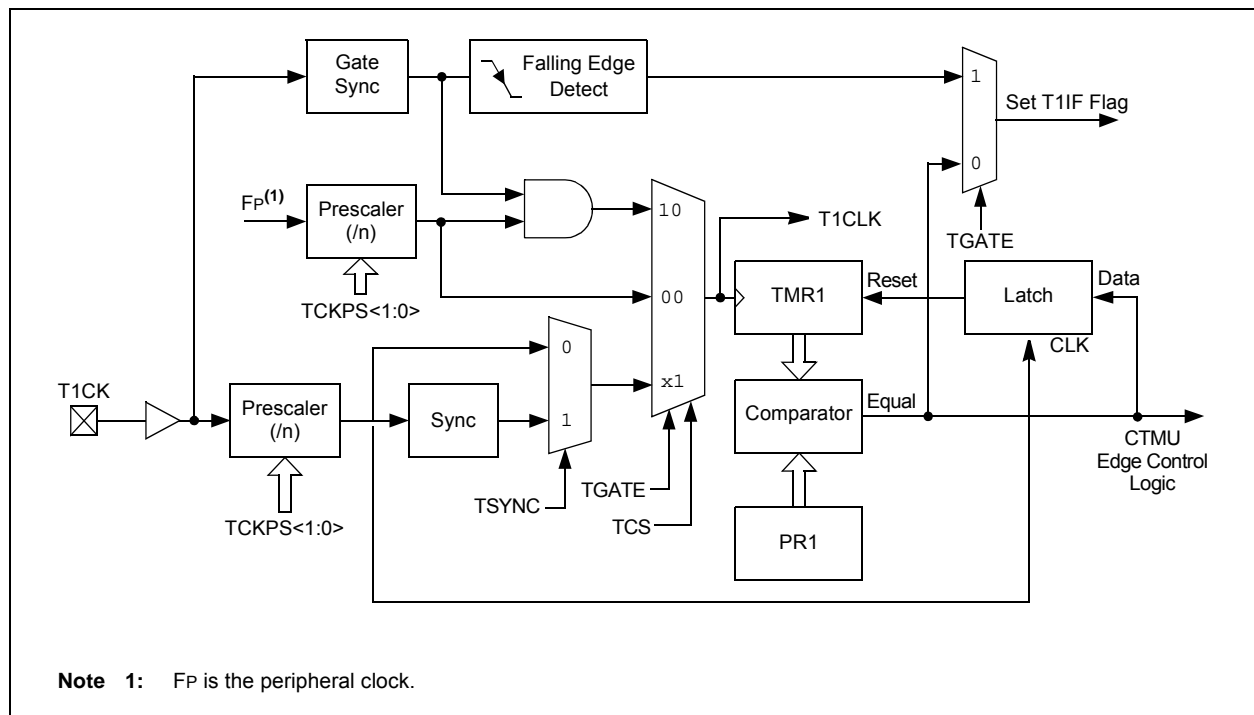 Gate
Sync
Falling Edge
Detect
1
Set T1IF Flag
0
TGATE
FP(1)
Prescaler
(/n)
TCKPS<1:0>
10
00
x1
T1CLK
TMR1
Reset
Latch
Data
CLK
T1CK
Prescaler
(/n)
TCKPS<1:0>
Sync
0
1
TSYNC
TGATE
TCS
Comparator
Equal
PR1
CTMU
Edge Control
Logic
Note 1: FP is the peripheral clock.